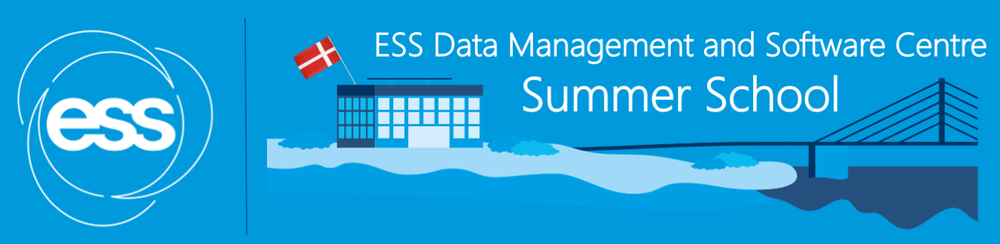 ess
ESS Data Management and Software Centre
Summer School